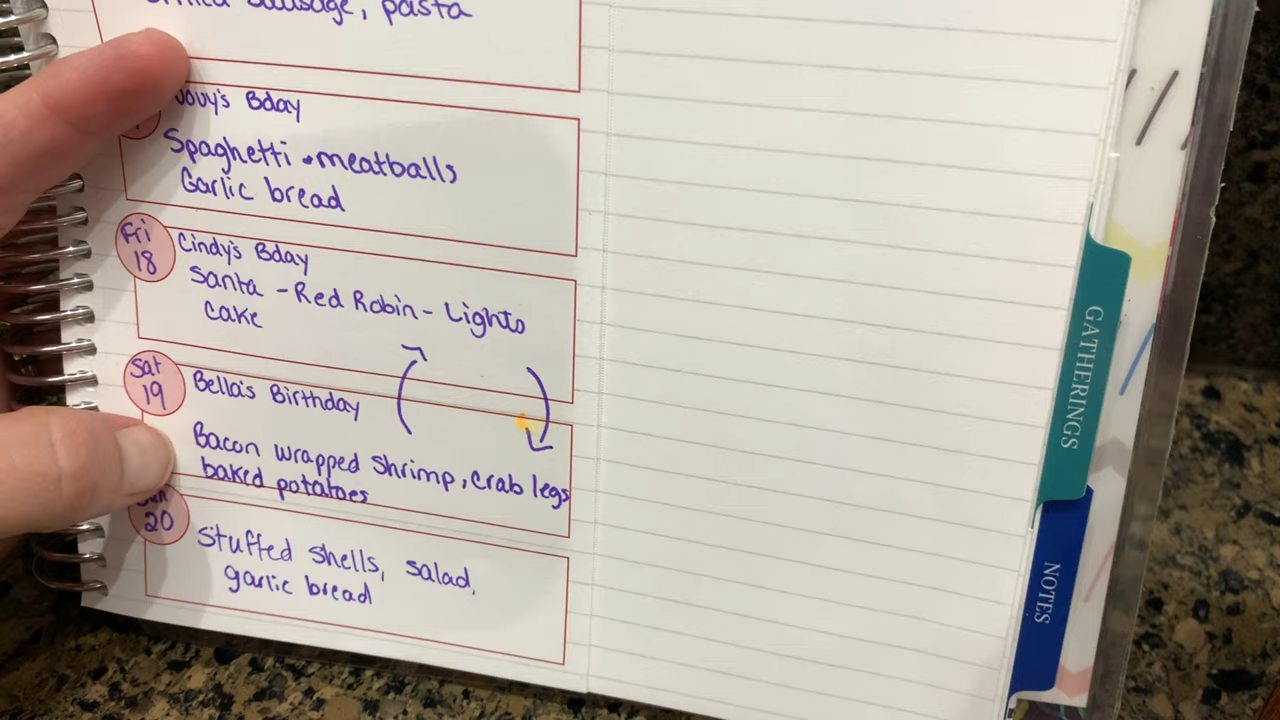 sausage, pasta
Bday
Spaghetti • meatballs
Garlic bread
Fri
18
Cindy's Bday
Santa - Red Robin - Lights
cake
Sat
19
Bella's Birthday
Bacon wrapped Shrimp, crab legs
baked potatoes
20
Stuffed Shells, salad,
garlic bread
GATHERINGS
NOTES